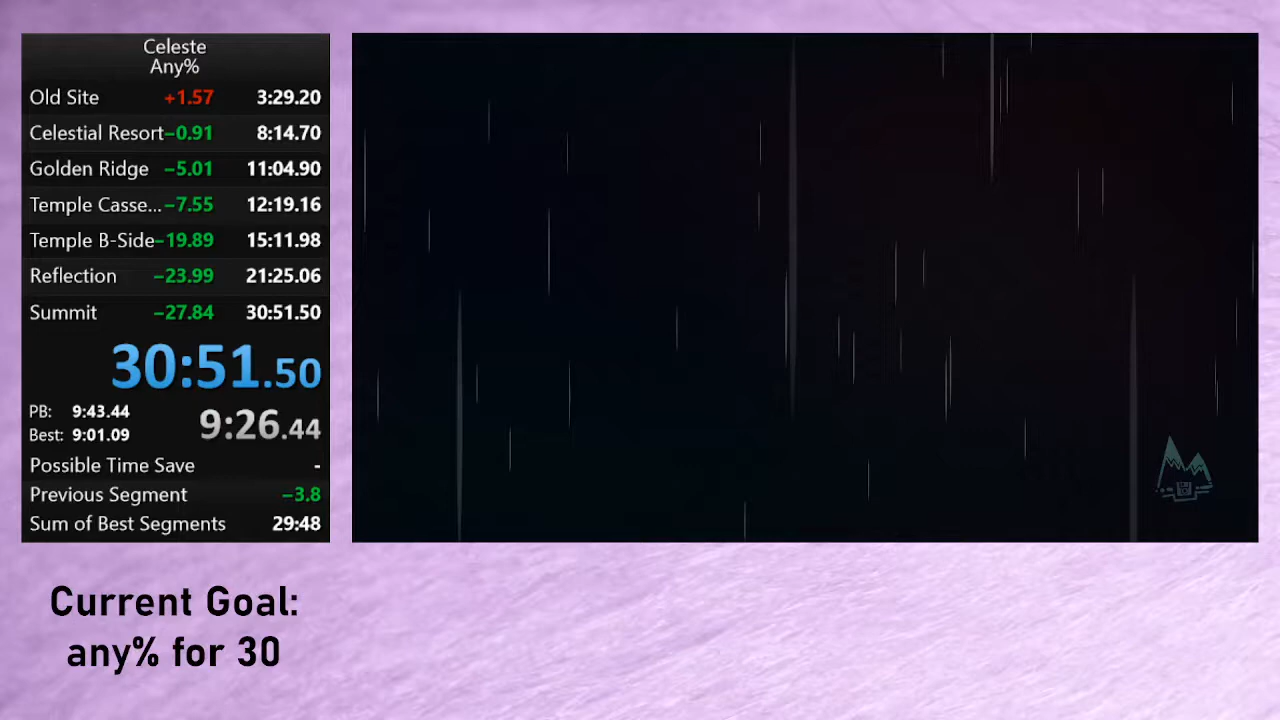 Celeste
Any%
Old Site +1.57 3:29.20
Celestial Resort -0.91 8:14.70
Golden Ridge -5.01 11:04.90
Temple Casse... -7.55 12:19.16
Temple B-Side -19.89 15:11.98
Reflection -23.99 21:25.06
Summit -27.84 30:51.50
30:51.50
PB: 9:43.44
Best: 9:01.09
9:26.44
Possible Time Save -
Previous Segment -3.8
Sum of Best Segments 29:48
Current Goal:
any% for 30